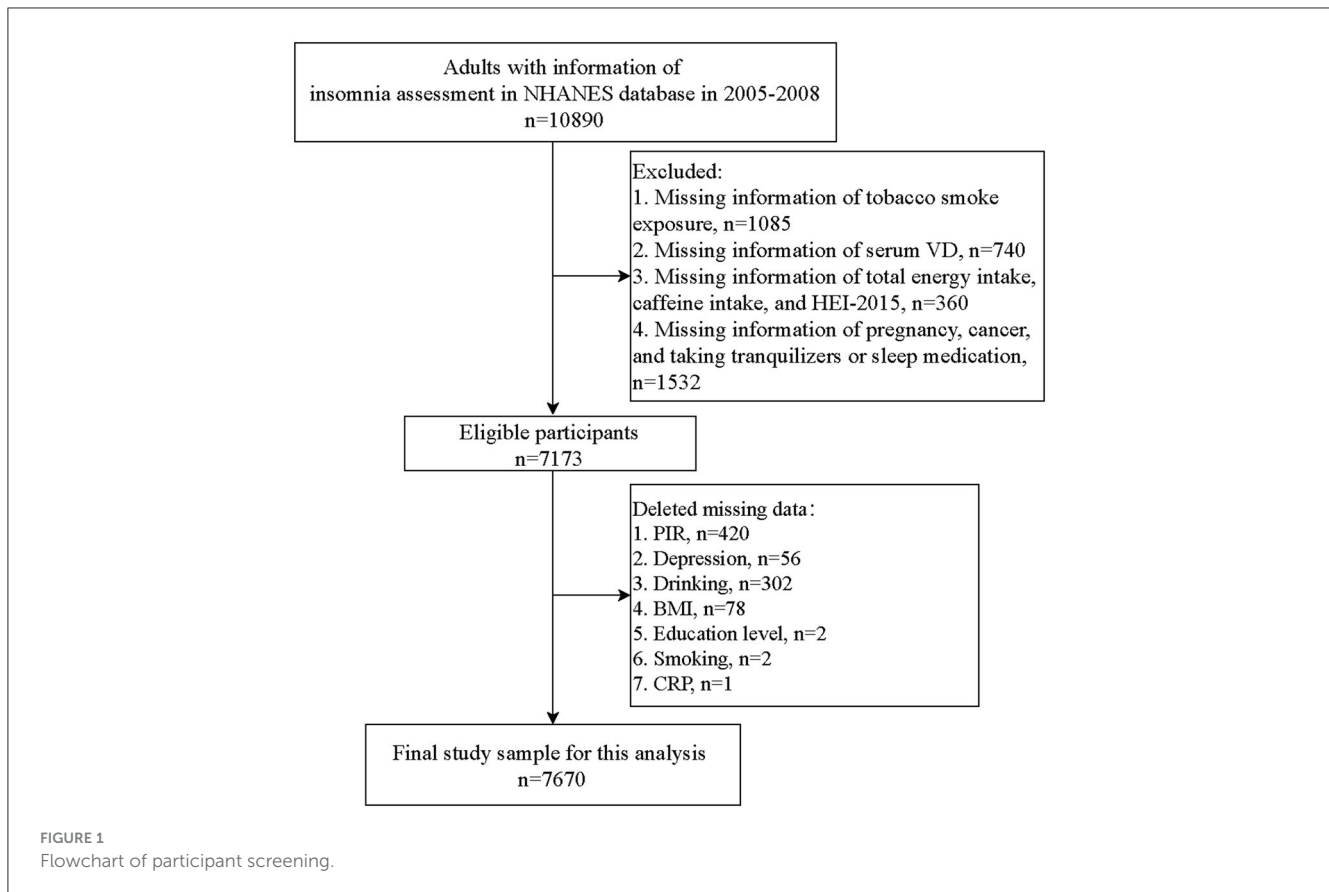 Adults with information of
insomnia assessment in NHANES database in 2005-2008
n=10890
Excluded:
1. Missing information of tobacco smoke
exposure, n=1085
2. Missing information of serum VD, n=740
3. Missing information of total energy intake,
caffeine intake, and HEI-2015, n=360
4. Missing information of pregnancy, cancer,
and taking tranquilizers or sleep medication,
n=1532
Eligible participants
n=7173
Deleted missing data:
1. PIR, n=420
2. Depression, n=56
3. Drinking, n=302
4. BMI, n=78
5. Education level, n=2
6. Smoking, n=2
7. CRP, n=1
Final study sample for this analysis
n=7670
FIGURE 1
Flowchart of participant screening.